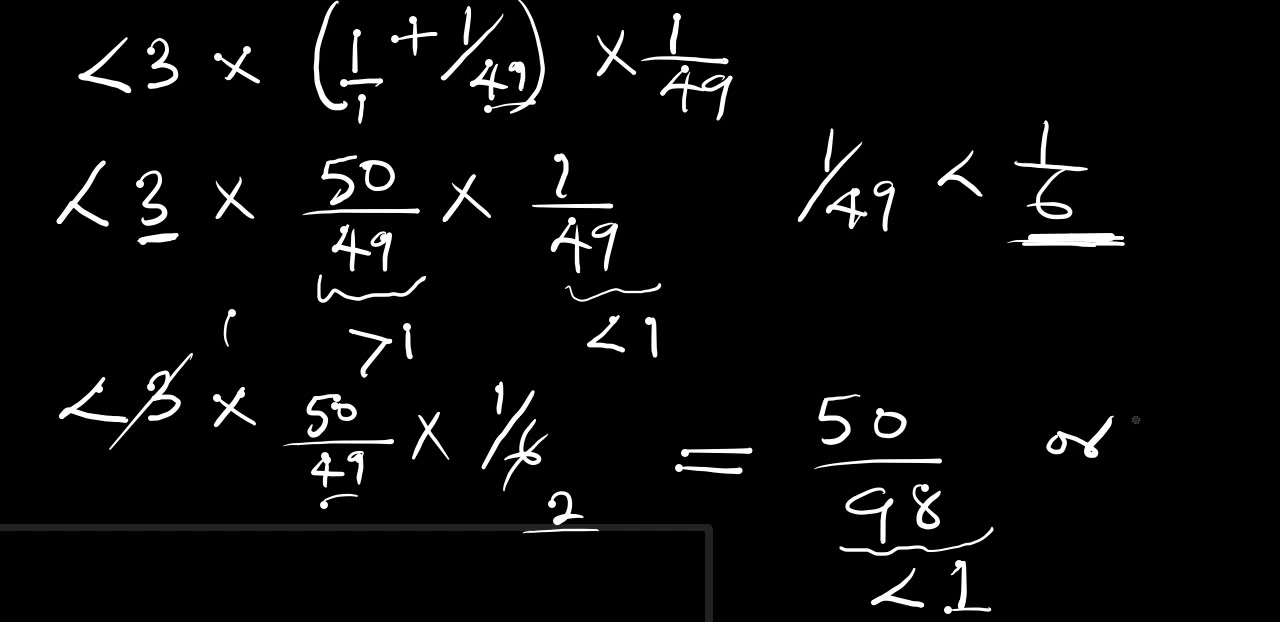 < 3 × (1/1 + 1/49) × 1/49
< 3 × 50/49 × 1/49
1/49 < 1/6
> 1
< 1
1
< 3 × 50/49 × 1/6 = 50/98 or
2
< 1